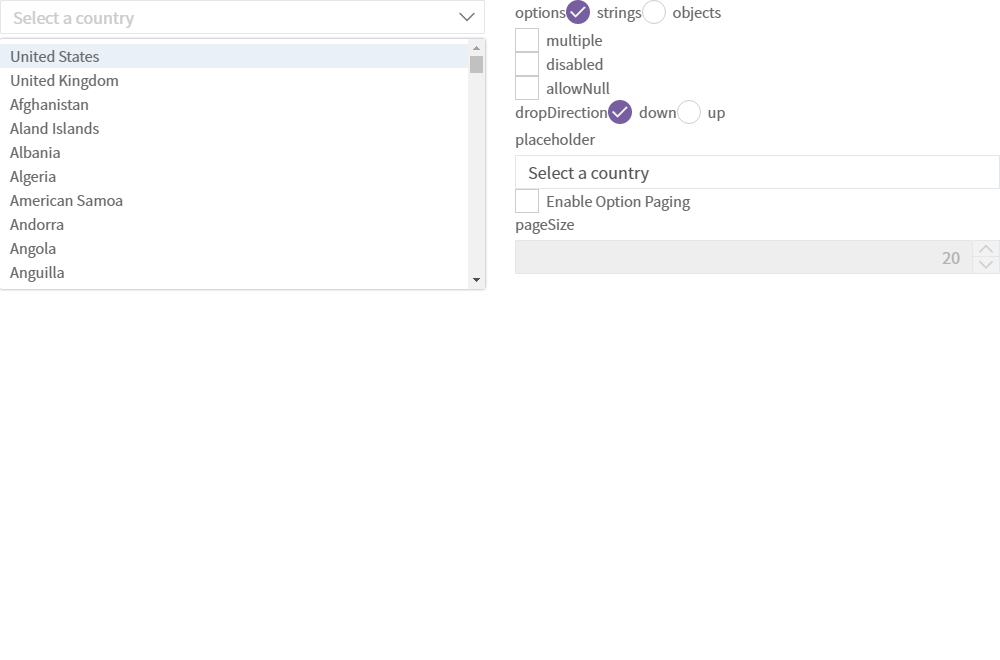 Select a country
United States
United Kingdom
Afghanistan
Aland Islands
Albania
Algeria
American Samoa
Andorra
Angola
Anguilla
options strings objects
multiple
disabled
allowNull
dropDirection down up
placeholder
Select a country
Enable Option Paging
pageSize
20